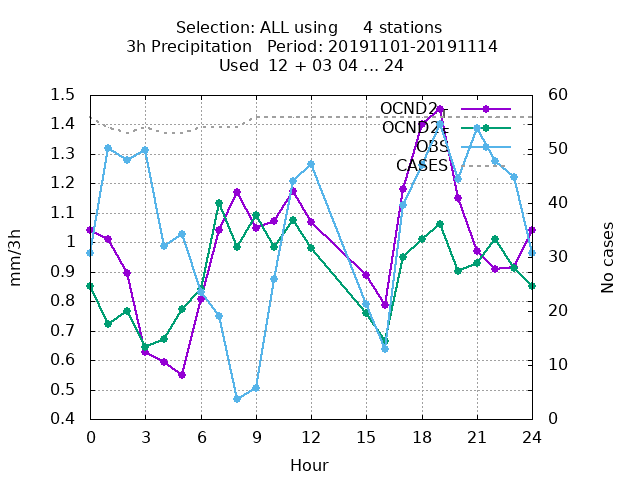 Selection: ALL using 4 stations
3h Precipitation Period: 20191101-20191114
Used 12 + 03 04 ... 24
1.5
1.4
1.3
1.2
1.1
1
0.9
0.8
0.7
0.6
0.5
0.4
60
50
40
30
20
10
0
mm/3h
No cases
OBS
CASES
0 3 6 9 12 15 18 21 24
Hour